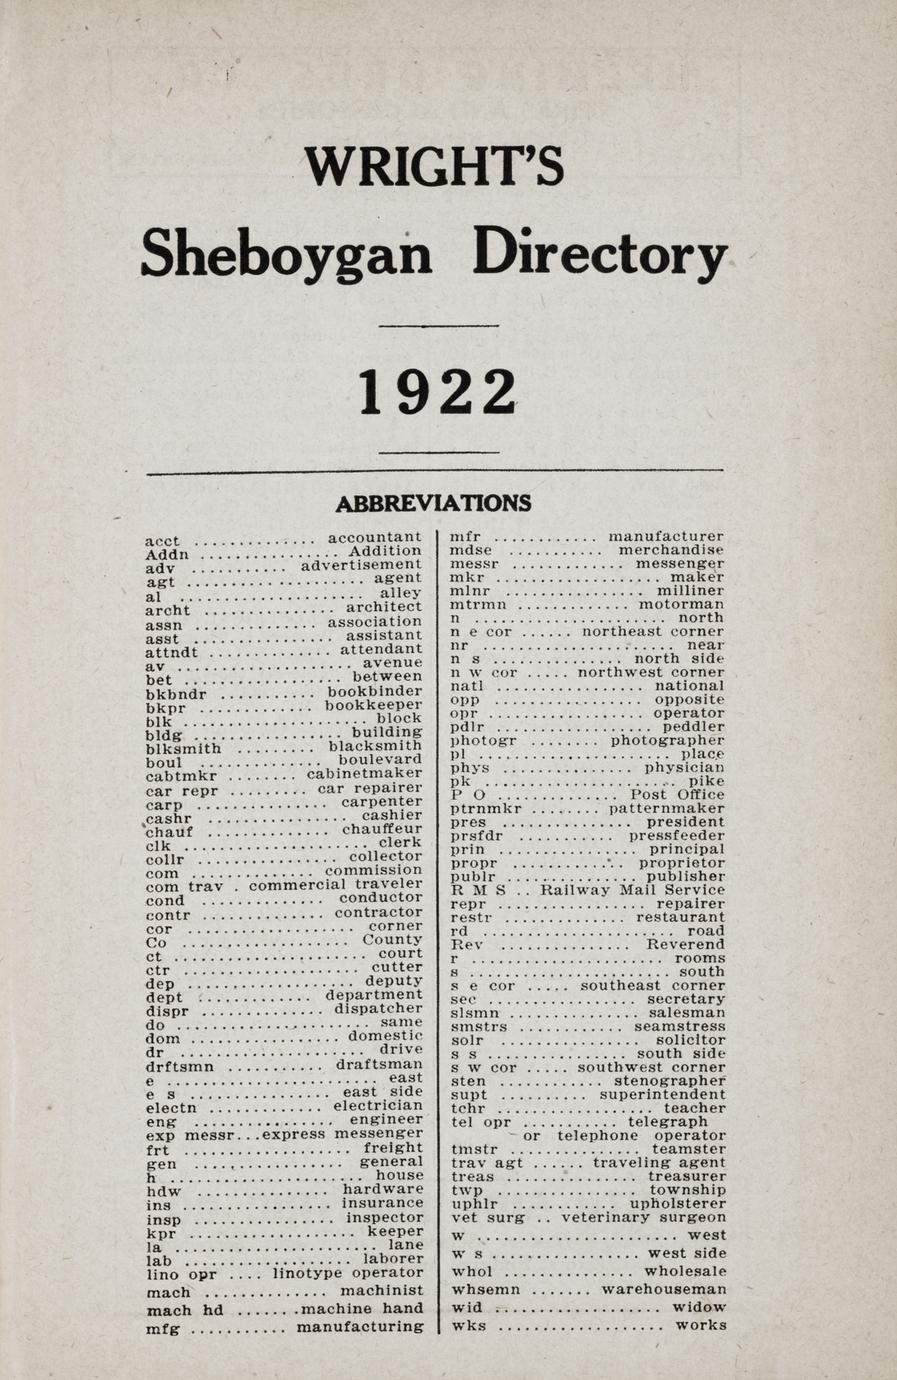 WRIGHT'S
Sheboygan Directory
1922
ABBREVIATIONS
acct .............. accountant
Addn ................ Addition
adv ........... advertisement
agt .................... agent
al ..................... alley
archt ............... architect
assn .............. association
asst ................ assistant
attndt .............. attendant
av .................... avenue
bet .................. between
bkbndr ........... bookbinder
bkpr ............. bookkeeper
blk ..................... block
bldg ................. building
blksmith ......... blacksmith
boul .............. boulevard
cabtmkr ........ cabinetmaker
car repr ......... car repairer
carp ............... carpenter
cashr ................ cashier
chauf .............. chauffeur
clk ..................... clerk
collr ................ collector
com .............. commission
com trav . commercial traveler
cond .............. conductor
contr .............. contractor
cor ................... corner
Co ................... County
ct ...................... court
ctr .................... cutter
dep ................... deputy
dept ............. department
dispr .............. dispatcher
do ...................... same
dom ................. domestic
dr ..................... drive
drftsmn ........... draftsman
e ........................ east
e s ................... east side
electn ............. electrician
eng ................ engineer
exp messr...express messenger
frt ................... freight
gen ................. general
h ...................... house
hdw ............... hardware
ins ................. insurance
insp ................ inspector
kpr ................... keeper
la ....................... lane
lab ................... laborer
lino opr .... linotype operator
mach .............. machinist
mach hd .......machine hand
mfg ........... manufacturing
mfr ............ manufacturer
mdse ........... merchandise
messr ............. messenger
mkr ................... maker
mlnr ................ milliner
mtrmn ............. motorman
n ...................... north
n e cor ...... northeast corner
nr ...................... near
n s ............... north side
n w cor ..... northwest corner
natl ................. national
opp ................. opposite
opr .................. operator
pdlr .................. peddler
photogr ........ photographer
pl ...................... place
phys ............... physician
pk ...................... pike
P O .............. Post Office
ptrnmkr ........ patternmaker
pres ............... president
prsfdr ........... pressfeeder
prin ................. principal
propr ............. proprietor
publr ............... publisher
R M S .. Railway Mail Service
repr ................. repairer
restr .............. restaurant
rd ...................... road
Rev ............... Reverend
r ...................... rooms
s ....................... south
s e cor ..... southeast corner
sec .................. secretary
slsmn ............... salesman
smstrs ............ seamstress
solr ................ solicitor
s s ................ south side
s w cor ..... southwest corner
sten ............ stenographer
supt .......... superintendent
tchr .................. teacher
tel opr ........... telegraph
or telephone operator
tmstr ............... teamster
trav agt ...... traveling agent
treas ............... treasurer
twp ................ township
uphlr .............. upholsterer
vet surg .. veterinary surgeon
w ....................... west
w s ................. west side
whol ............... wholesale
whsemn ....... warehouseman
wid ................... widow
wks ................... works